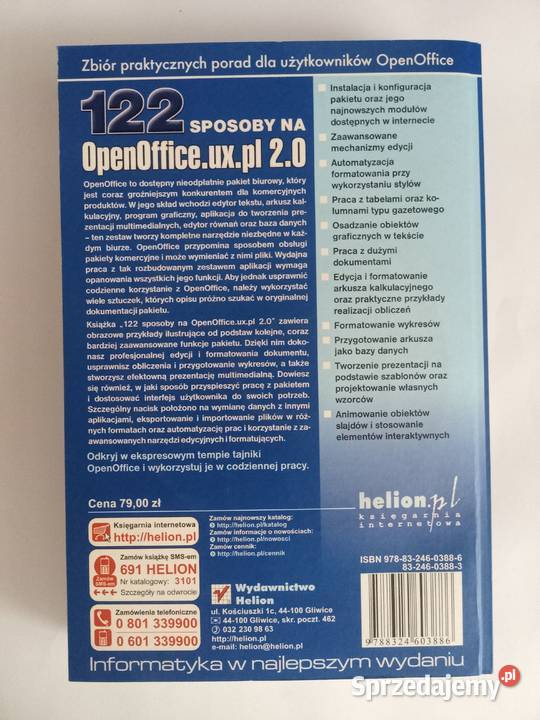 Zbiór praktycznych porad dla użytkowników OpenOffice
122 SPOSOBY NA
OpenOffice.ux.pl 2.0
OpenOffice to dostępny nieodpłatnie pakiet biurowy, który
jest coraz groźniejszym konkurentem dla komercyjnych
produktów. W jego skład wchodzi edytor tekstu, arkusz kal-
kulacyjny, program graficzny, aplikacja do tworzenia pre-
zentacji multimedialnych, edytor równań oraz baza danych
– ten zestaw tworzy kompletne narzędzie niezbędne w każ-
dym biurze. OpenOffice przypomina sposobem obsługi
pakiety komercyjne i może wymieniać z nimi pliki. Wydajna
praca z tak rozbudowanym zestawem aplikacji wymaga
opanowania wszystkich jego funkcji. Aby jednak usprawnić
codzienne korzystanie z OpenOffice, należy wykorzystać
wiele sztuczek, których opisu próżno szukać w oryginalnej
dokumentacji pakietu.
Książka „122 sposoby na OpenOffice.ux.pl 2.0” zawiera
obrazowe przykłady ilustrujące od podstaw kolejne, coraz
bardziej zaawansowane funkcje pakietu. Dzięki nim doko-
nasz profesjonalnej edycji i formatowania dokumentu,
usprawnisz obliczenia i przygotowanie wykresów, a także
stworzysz efektowną prezentację multimedialną. Dowiesz
się również, w jaki sposób przyspieszyć pracę z pakietem
i dostosować interfejs użytkownika do swoich potrzeb.
Szczególny nacisk położono na wymianę danych z innymi
aplikacjami, eksportowanie i importowanie plików w róż-
nych formatach oraz automatyzację prac i korzystanie z za-
awansowanych narzędzi edycyjnych i formatujących.
Odkryj w ekspresowym tempie tajniki
OpenOffice i wykorzystuj je w codziennej pracy.
Instalacja i konfiguracja
pakietu oraz jego
najnowszych modułów
dostępnych w internecie
Zaawansowane
mechanizmy edycji
Automatyzacja
formatowania przy
wykorzystaniu stylów
Praca z tabelami oraz ko-
lumnami typu gazetowego
Osadzanie obiektów
graficznych w tekście
Praca z dużymi
dokumentami
Edycja i formatowanie
arkusza kalkulacyjnego
oraz praktyczne przykłady
realizacji obliczeń
Formatowanie wykresów
Przygotowanie arkusza
jako bazy danych
Tworzenie prezentacji na
podstawie szablonów oraz
projektowanie własnych
wzorców
Animowanie obiektów
slajdów i stosowanie
elementów interaktywnych
Cena 79,00 zł
Księgarnia internetowa
http://helion.pl
Zamów książkę SMS-em
691 HELION
Nr katalogowy: 3101
Zamów SMS-em
Szczegóły na odwrocie
Zamówienia telefoniczne
0 801 339900
0 601 339900
Zamów najnowszy katalog:
http://helion.pl/katalog
Zamów informacje o nowościach:
http://helion.pl/nowosci
Zamów cennik:
http://helion.pl/cennik
Wydawnictwo
Helion
ul. Kościuszki 1c, 44-100 Gliwice
44-100 Gliwice, skr. poczt. 462
032 230 98 63
http://helion.pl
e-mail: helion@helion.pl
helion.pl
księgarnia
internetowa
ISBN 978-83-246-0388-6
83-246-0388-3
9 788324 603886
Informatyka w najlepszym wydaniu
Sprzedajemy.pl